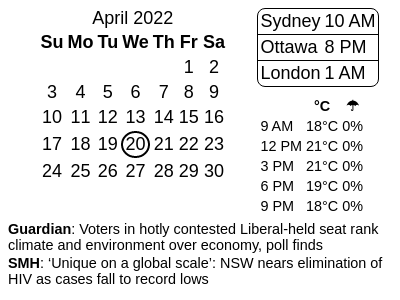 April 2022
Su Mo Tu We Th Fr Sa
1 2
3 4 5 6 7 8 9
10 11 12 13 14 15 16
17 18 19 20 21 22 23
24 25 26 27 28 29 30
Sydney 10 AM
Ottawa 8 PM
London 1 AM
°C ☂
9 AM 18°C 0%
12 PM 21°C 0%
3 PM 21°C 0%
6 PM 19°C 0%
9 PM 18°C 0%
Guardian: Voters in hotly contested Liberal-held seat rank
climate and environment over economy, poll finds
SMH: ‘Unique on a global scale’: NSW nears elimination of
HIV as cases fall to record lows